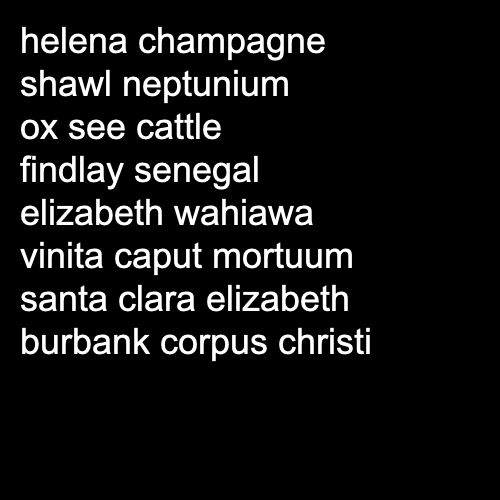 helena champagne
shawl neptunium
ox see cattle
findlay senegal
elizabeth wahiawa
vinita caput mortuum
santa clara elizabeth
burbank corpus christi